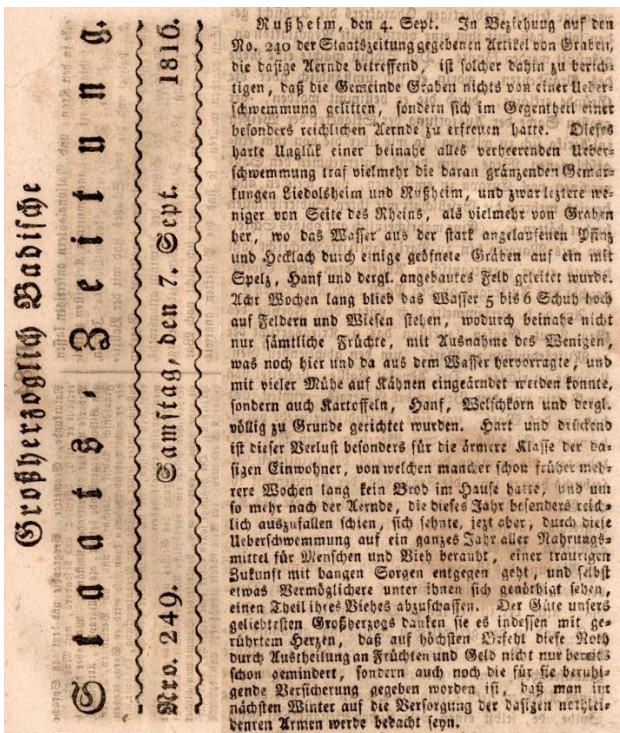 Großherzoglich Badische
Staats-Zeitung.
Nro. 249. Samstag, den 7. Sept. 1816.
Rußheim, den 4. Sept. In Beziehung auf den
No. 240 der Staatszeitung gegebenen Artikel von Graben,
die dasige Aernde betreffend, ist solcher dahin zu berich-
tigen, daß die Gemeinde Graben nichts von einer Ueber-
schwemmung gelitten, sondern sich im Gegentheil einer
besonders reichlichen Aernde zu erfreuen hatte. Dieses
harte Unglük einer beinahe alles verheerenden Ueber-
schwemmung traf vielmehr die daran gränzenden Gemar-
kungen Liedolsheim und Rußheim, und zwar leztere we-
niger von Seite des Rheins, als vielmehr von Graben
her, wo das Wasser aus der stark angelaufenen Pfinz
und Hecklach durch einige geöfnete Gräben auf ein mit
Spelz, Hanf und dergl. angebautes Feld geleitet wurde.
Acht Wochen lang blieb das Wasser 5 bis 6 Schuh hoch
auf Feldern und Wiesen stehen, wodurch beinahe nicht
nur sämtliche Früchte, mit Ausnahme des Wenigen,
was noch hier und da aus dem Wasser hervorragte, und
mit vieler Mühe auf Kähnen eingeärndet werden konnte,
sondern auch Kartoffeln, Hanf, Welschkorn und dergl.
völlig zu Grunde gerichtet wurden. Hart und drückend
ist dieser Verlust besonders für die ärmere Klasse der da-
sigen Einwohner, von welchen mancher schon früher meh-
rere Wochen lang kein Brod im Hause hatte, und um
so mehr nach der Aernde, die dieses Jahr besonders reich-
lich auszufallen schien, sich sehnte, jezt aber, durch diese
Ueberschwemmung auf ein ganzes Jahr aller Nahrungs-
mittel für Menschen und Vieh beraubt, einer traurigen
Zukunft mit bangen Sorgen entgegen geht, und selbst
etwas Vermöglichere unter ihnen sich genöthigt sehen,
einen Theil ihres Viehes abzuschaffen. Der Güte unsers
geliebtesten Großherzogs danken sie es indessen mit ge-
rührtem Herzen, daß auf höchsten Befehl diese Noth
durch Austheilung an Früchten und Geld nicht nur bereits
schon gemindert, sondern auch noch die für sie beruhi-
gende Versicherung gegeben worden ist, daß man im
nächsten Winter auf die Versorgung der dasigen nothlei-
denren Armen werde bedacht seyn.